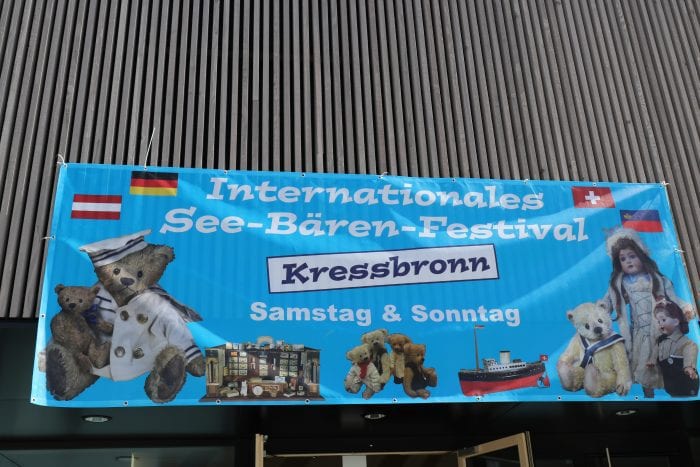 Internationales
See-Bären-Festival
Kressbronn
Samstag & Sonntag